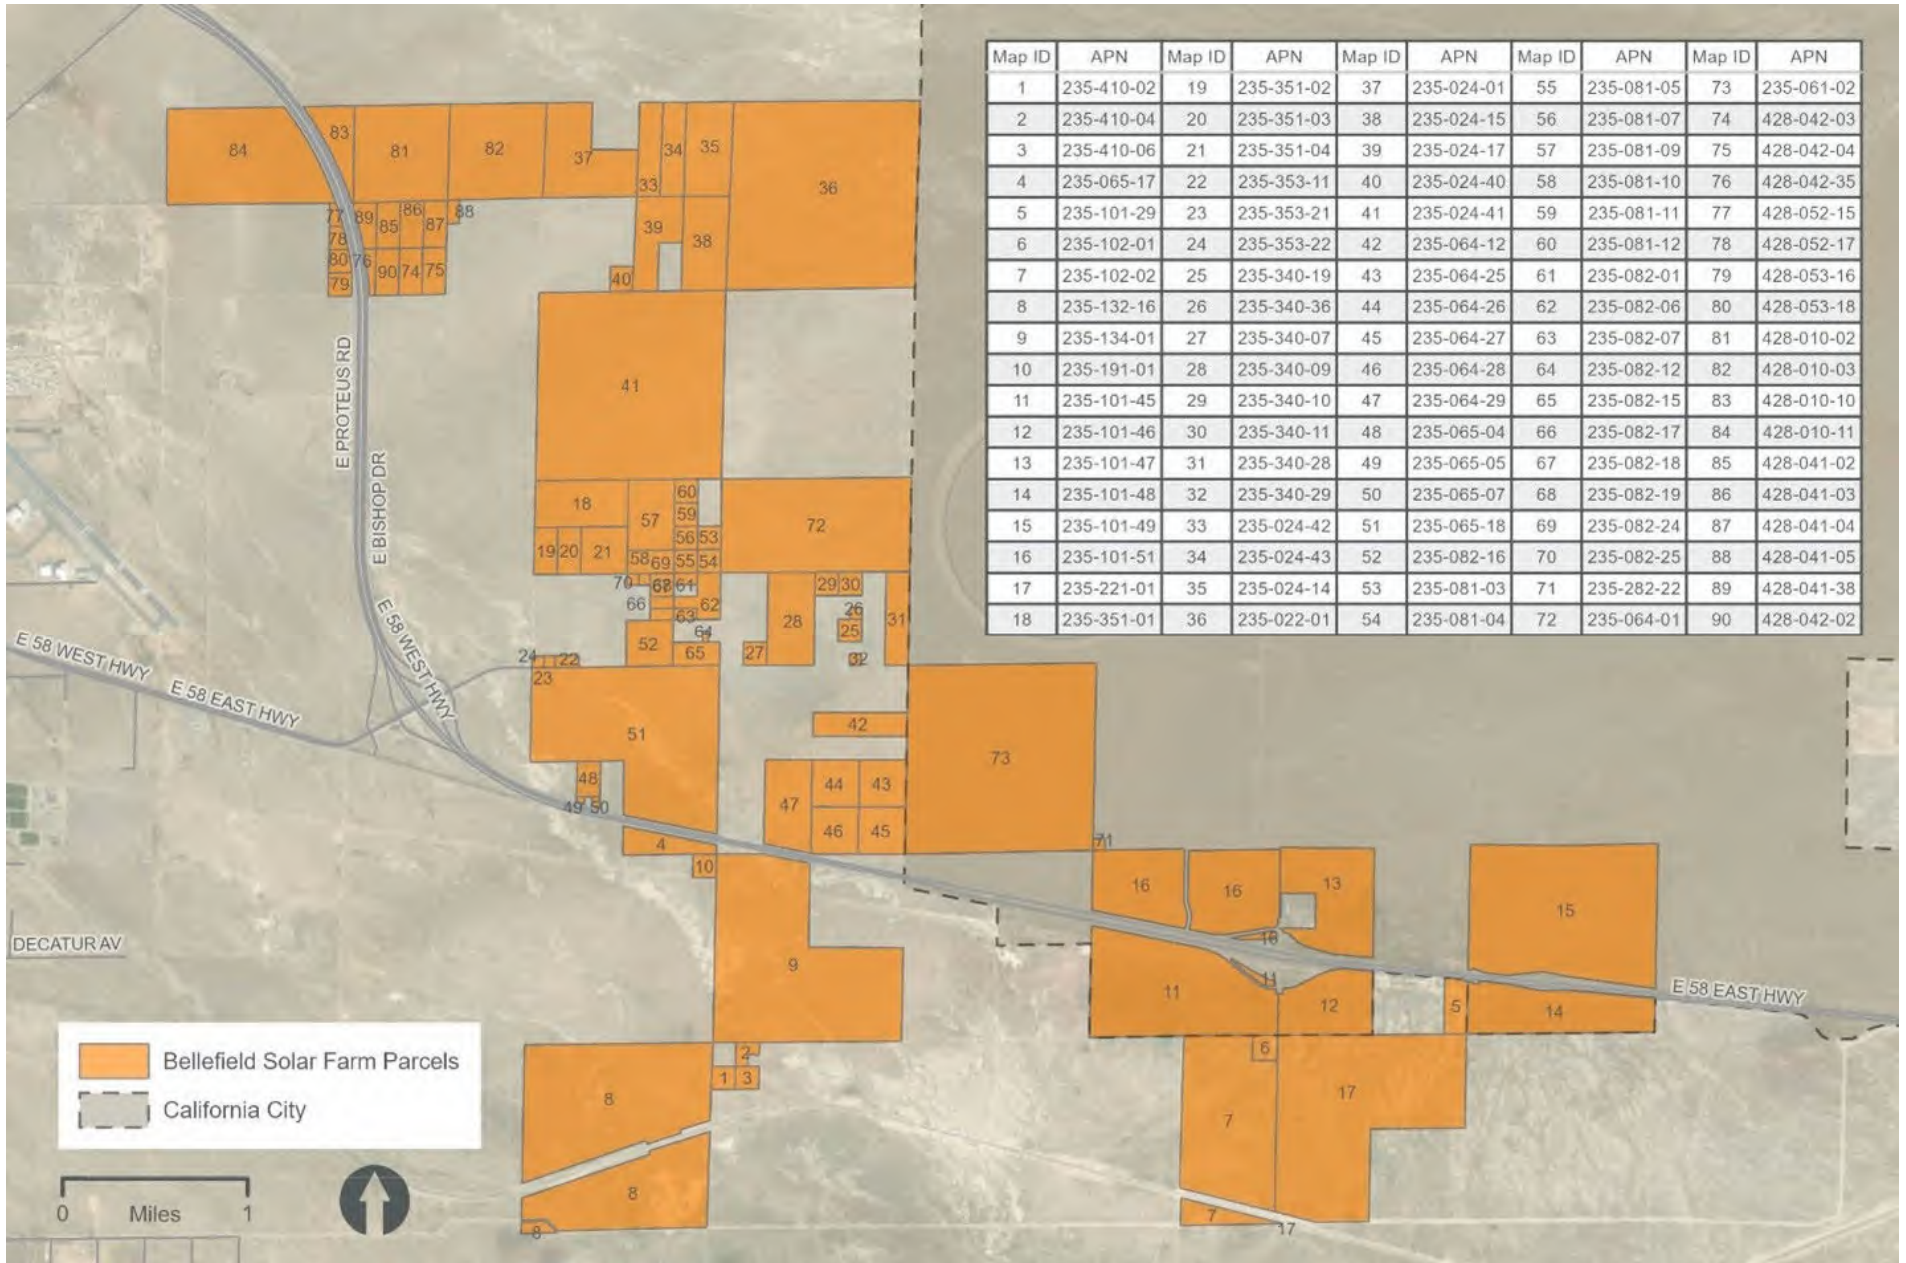 Map ID APN Map ID APN Map ID APN Map ID APN Map ID APN
1 235-410-02 19 235-351-02 37 235-024-01 55 235-081-05 73 235-061-02
2 235-410-04 20 235-351-03 38 235-024-15 56 235-081-07 74 428-042-03
3 235-410-06 21 235-351-04 39 235-024-17 57 235-081-09 75 428-042-04
4 235-065-17 22 235-353-11 40 235-024-40 58 235-081-10 76 428-042-35
5 235-101-29 23 235-353-21 41 235-024-41 59 235-081-11 77 428-052-15
6 235-102-01 24 235-353-22 42 235-064-12 60 235-081-12 78 428-052-17
7 235-102-02 25 235-340-19 43 235-064-25 61 235-082-01 79 428-053-16
8 235-132-16 26 235-340-36 44 235-064-26 62 235-082-06 80 428-053-18
9 235-134-01 27 235-340-07 45 235-064-27 63 235-082-07 81 428-010-02
10 235-191-01 28 235-340-09 46 235-064-28 64 235-082-12 82 428-010-03
11 235-101-45 29 235-340-10 47 235-064-29 65 235-082-15 83 428-010-10
12 235-101-46 30 235-340-11 48 235-065-04 66 235-082-17 84 428-010-11
13 235-101-47 31 235-340-28 49 235-065-05 67 235-082-18 85 428-041-02
14 235-101-48 32 235-340-29 50 235-065-07 68 235-082-19 86 428-041-03
15 235-101-49 33 235-024-42 51 235-065-18 69 235-082-24 87 428-041-04
16 235-101-51 34 235-024-43 52 235-082-16 70 235-082-25 88 428-041-05
17 235-221-01 35 235-024-14 53 235-081-03 71 235-282-22 89 428-041-38
18 235-351-01 36 235-022-01 54 235-081-04 72 235-064-01 90 428-042-02
84 83 81 82 37 33 34 35 36
77 89 85 86 87 88 39 38
78
80 76 90 74 75 40
79
41
E PROTEUS RD
E BISHOP DR
18 57 60 72
59
19 20 21 56 53
58 69 55 54
70 61 29 30
66 62 28 26 31
63 25
64
52 65 27 32
24 22
23
E 58 WEST HWY
E 58 EAST HWY
E 58 WEST HWY
51 42 73
48 47 44 43
49 50
4 46 45
10 71
16 16 13 15
DECATUR AV
9 16
11 11 12 5 14
E 58 EAST HWY
2 6
1 3
8 7 17
8
8 7 17
Bellefield Solar Farm Parcels
California City
0 Miles 1